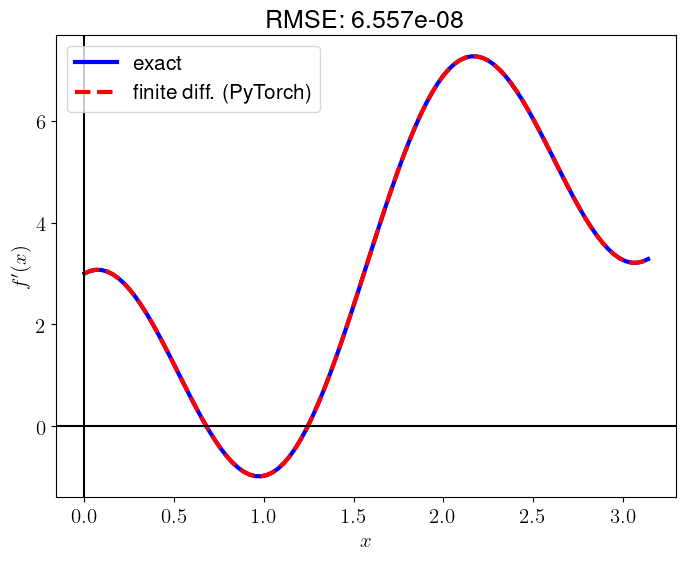 RMSE: 6.557e-08
exact
finite diff. (PyTorch)
f′(x)
6
4
2
0
0.0 0.5 1.0 1.5 2.0 2.5 3.0
x